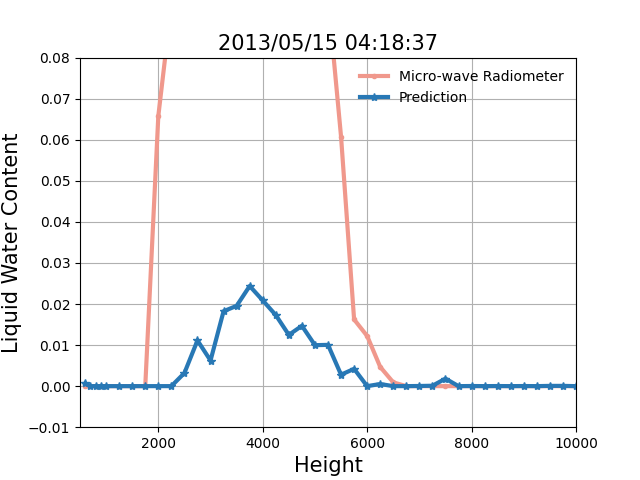 2013/05/15 04:18:37
0.08
0.07
0.06
0.05
0.04
0.03
0.02
0.01
0.00
−0.01
Liquid Water Content
Micro-wave Radiometer
Prediction
2000 4000 6000 8000 10000
Height